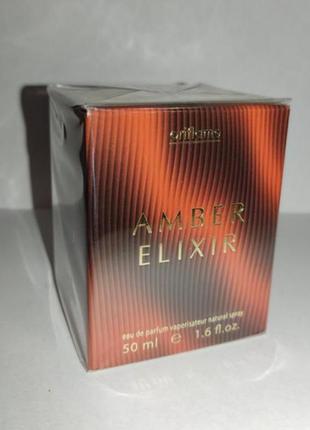 oriflame
AMBER
ELIXIR
eau de parfum vaporisateur natural spray
50 ml e 1.6 fl.oz.